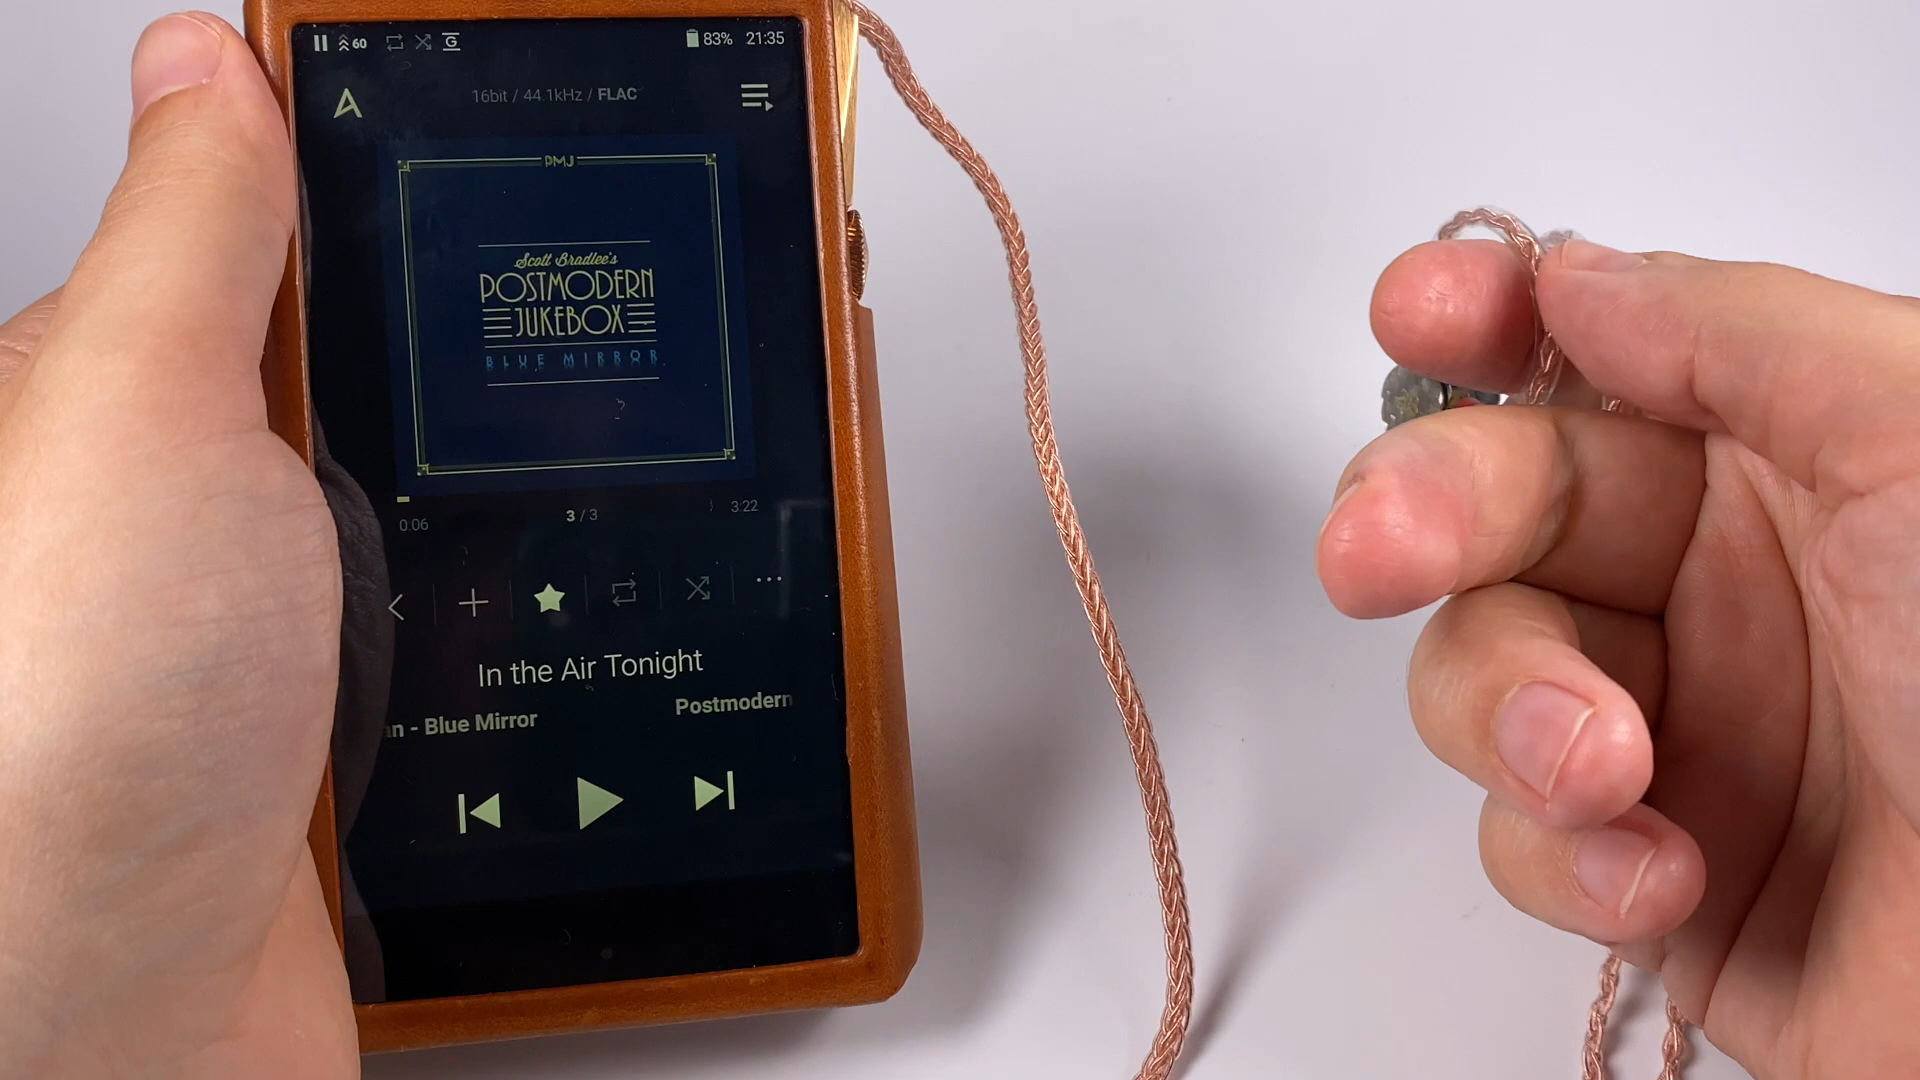 60 G 83% 21:35
16bit / 44.1kHz / FLAC
PMJ
Scott Bradlee's
POSTMODERN
JUKEBOX
BLUE MIRROR
0:06 3 / 3 3:22
In the Air Tonight
an - Blue Mirror Postmodern